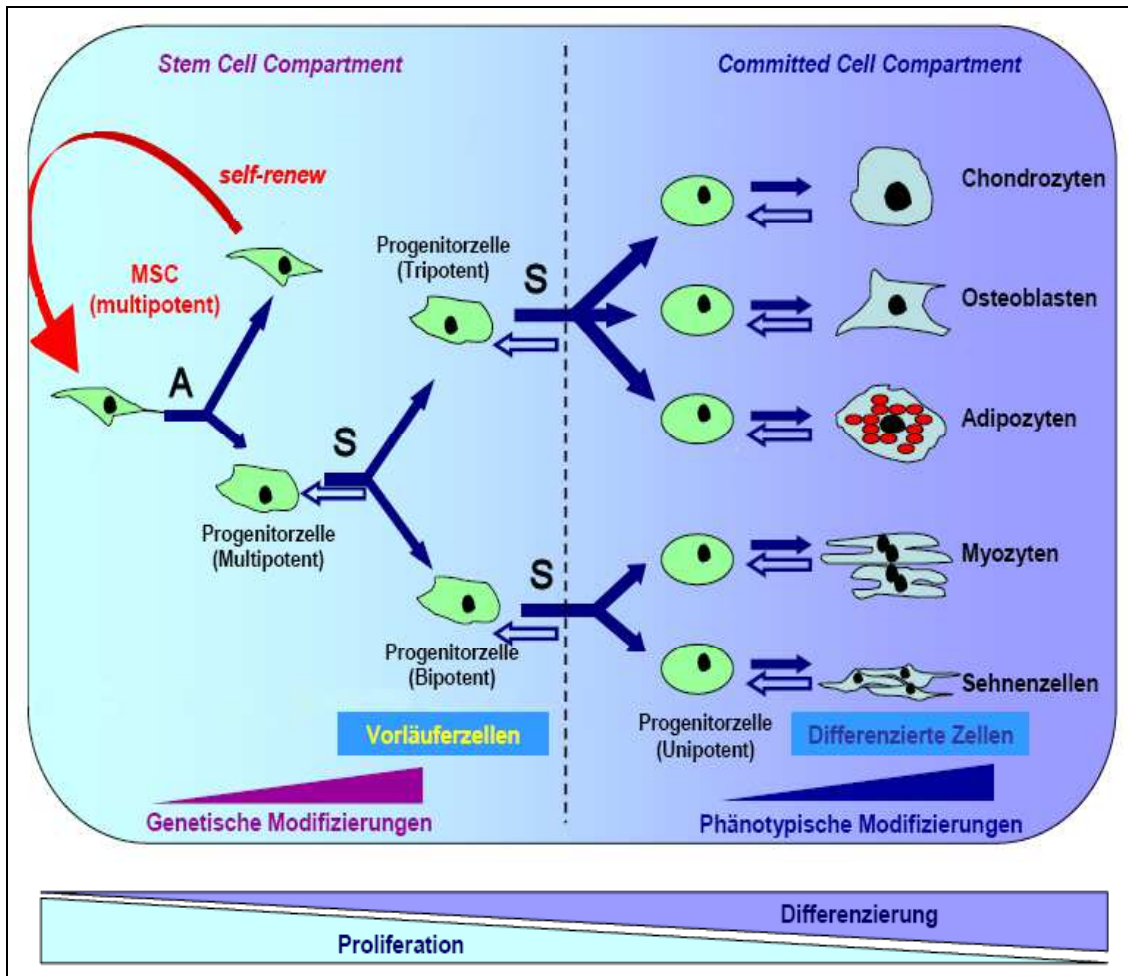 Stem Cell Compartment
Committed Cell Compartment
self-renew
MSC
(multipotent)
A
Progenitorzelle
(Multipotent)
S
Progenitorzelle
(Tripotent)
S
Progenitorzelle
(Bipotent)
S
Chondrozyten
Osteoblasten
Adipozyten
Myozyten
Sehnenzellen
Progenitorzelle
(Unipotent)
Vorläuferzellen
Differenzierte Zellen
Genetische Modifizierungen
Phänotypische Modifizierungen
Differenzierung
Proliferation